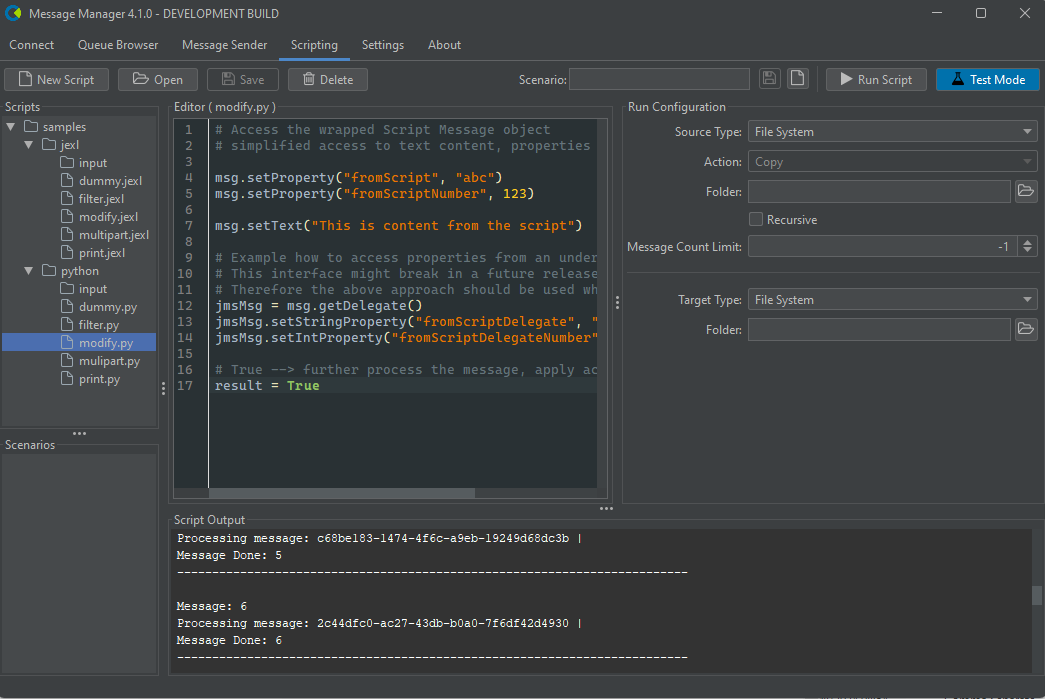 Message Manager 4.1.0 - DEVELOPMENT BUILD
Connect Queue Browser Message Sender Scripting Settings About
New Script Open Save Delete Scenario: Run Script Test Mode
Scripts
samples
jexl
input
dummy.jexl
filter.jexl
modify.jexl
multipart.jexl
print.jexl
python
input
dummy.py
filter.py
modify.py
mulipart.py
print.py
Scenarios
Editor ( modify.py )
1 # Access the wrapped Script Message object
2 # simplified access to text content, properties
3
4 msg.setProperty("fromScript", "abc")
5 msg.setProperty("fromScriptNumber", 123)
6
7 msg.setText("This is content from the script")
8
9 # Example how to access properties from an under
10 # This interface might break in a future release
11 # Therefore the above approach should be used wh
12 jmsMsg = msg.getDelegate()
13 jmsMsg.setStringProperty("fromScriptDelegate", "
14 jmsMsg.setIntProperty("fromScriptDelegateNumber"
15
16 # True --> further process the message, apply ac
17 result = True
Run Configuration
Source Type: File System
Action: Copy
Folder:
Recursive
Message Count Limit: -1
Target Type: File System
Folder:
Script Output
Processing message: c68be183-1474-4f6c-a9eb-19249d68dc3b |
Message Done: 5
-------------------------------------------------------------------------
Message: 6
Processing message: 2c44dfc0-ac27-43db-b0a0-7f6df42d4930 |
Message Done: 6
-------------------------------------------------------------------------